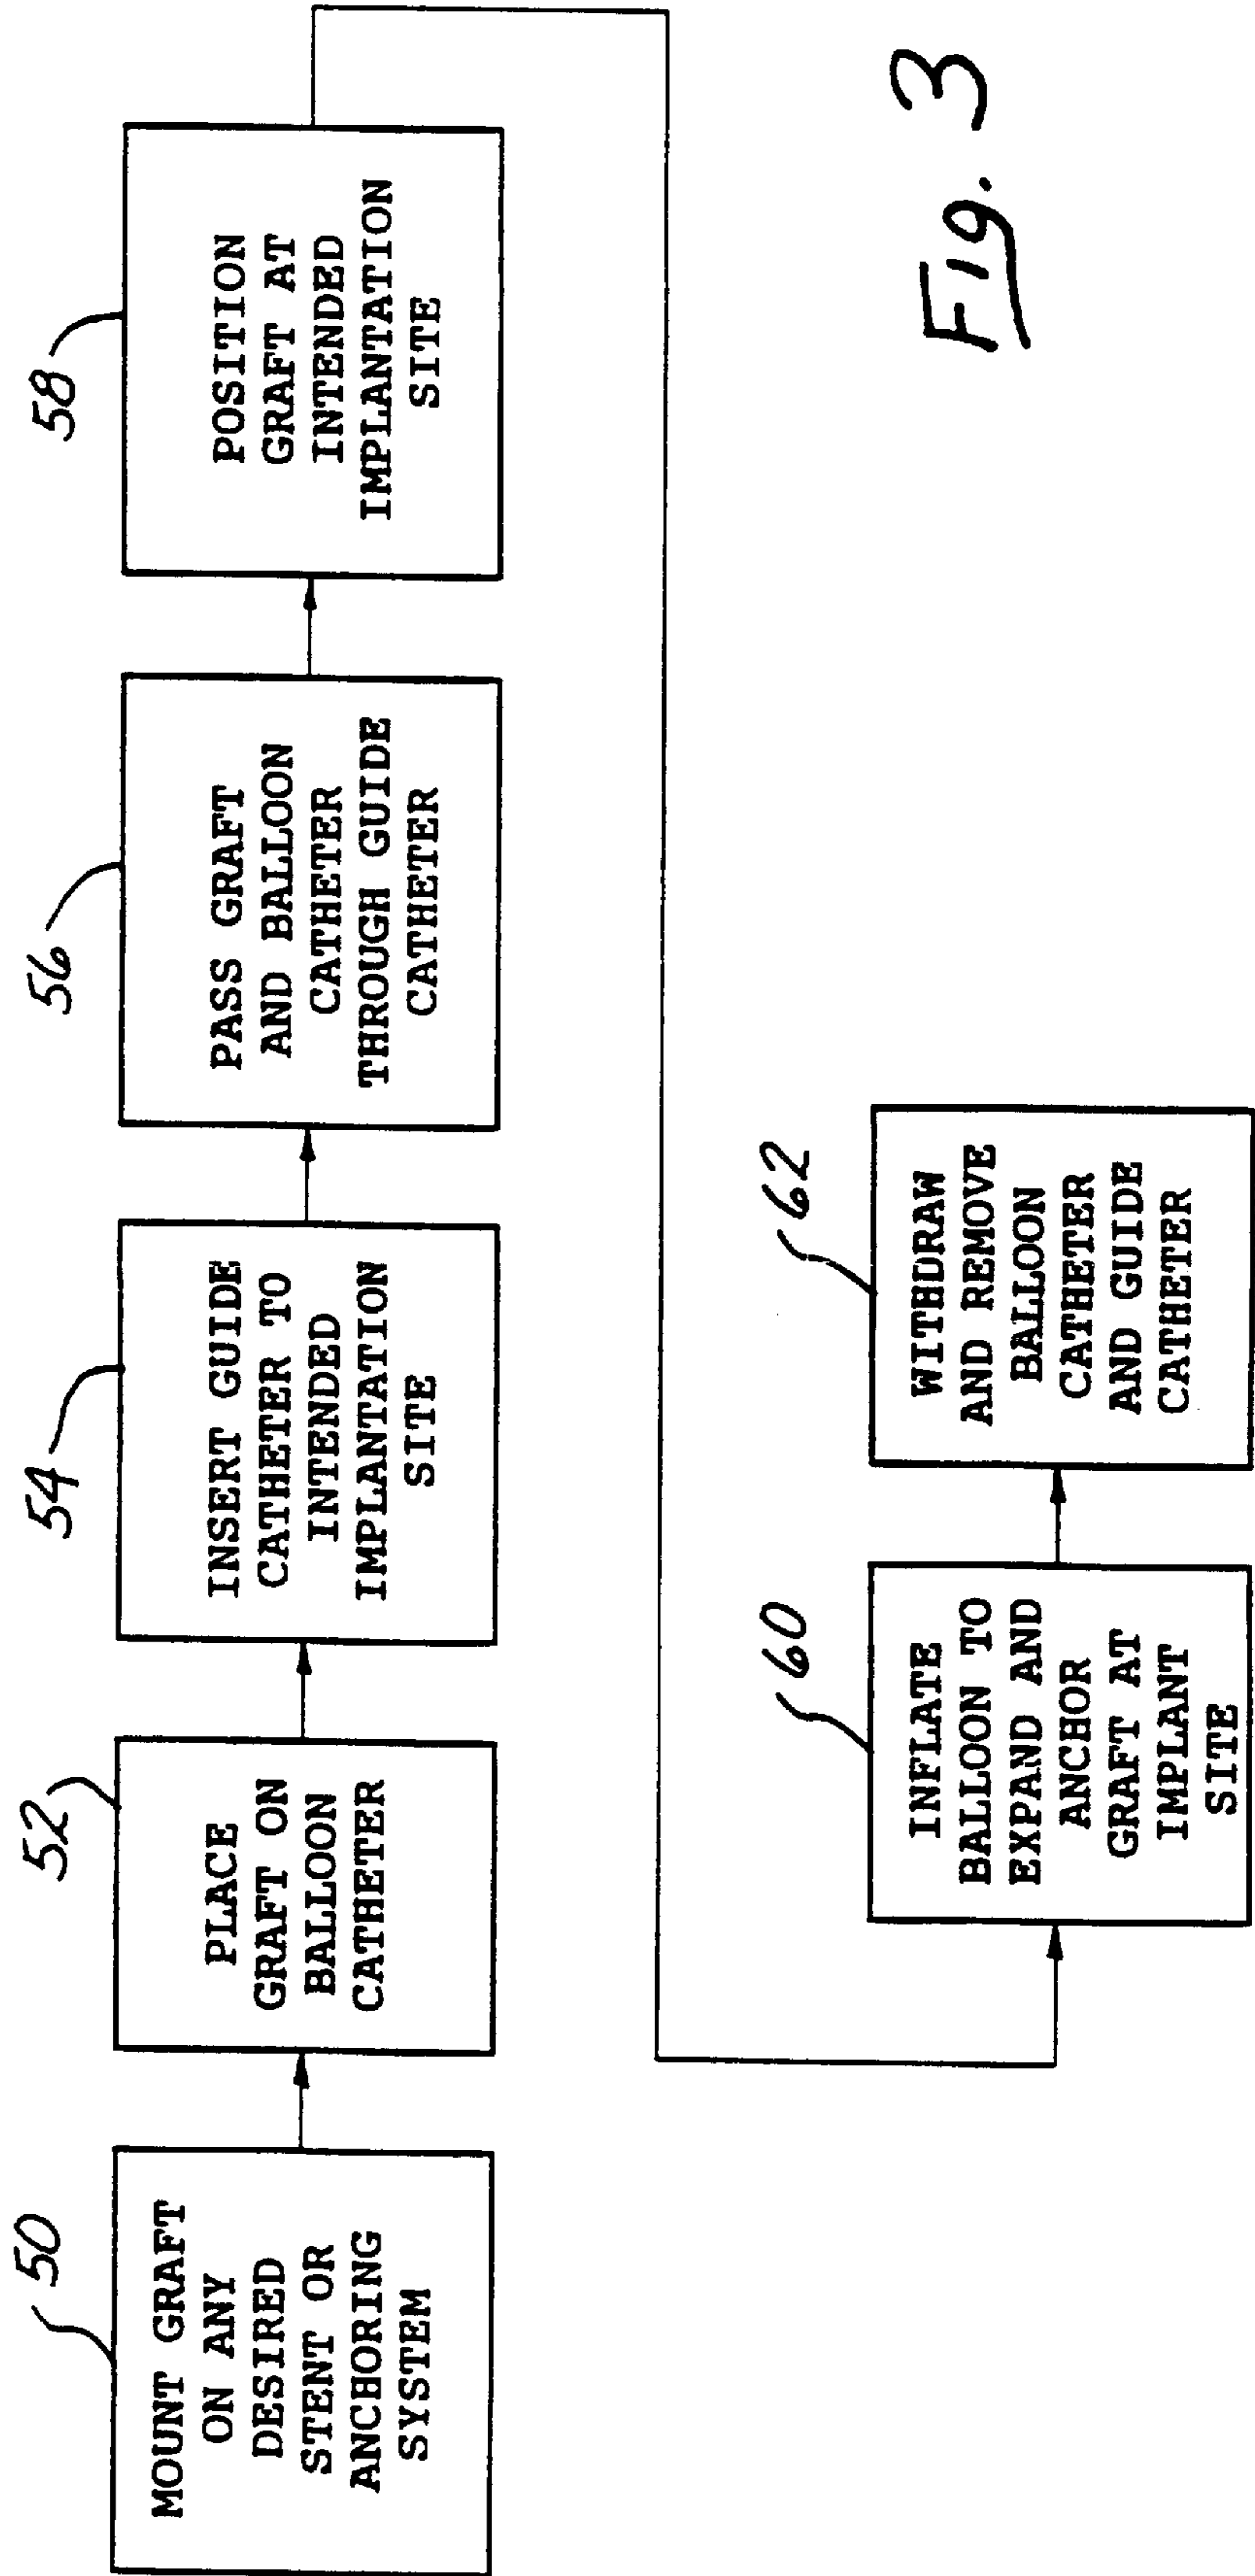 50
MOUNT GRAFT
ON ANY
DESIRED
STENT OR
ANCHORING
SYSTEM
52
PLACE
GRAFT ON
BALLOON
CATHETER
54
INSERT GUIDE
CATHETER TO
INTENDED
IMPLANTATION
SITE
56
PASS GRAFT
AND BALLOON
CATHETER
THROUGH GUIDE
CATHETER
58
POSITION
GRAFT AT
INTENDED
IMPLANTATION
SITE
60
INFLATE
BALLOON TO
EXPAND AND
ANCHOR
GRAFT AT
IMPLANT
SITE
62
WITHDRAW
AND REMOVE
BALLOON
CATHETER
AND GUIDE
CATHETER
Fig. 3